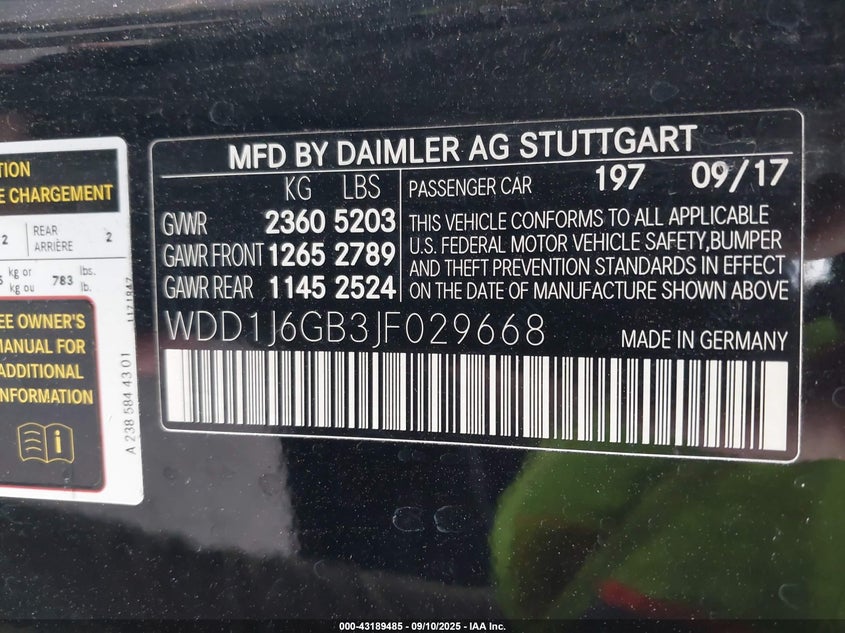 TION
E CHARGEMENT
2 REAR ARRIÈRE 2
kg or kg ou 783 lbs. lb.
EE OWNER'S
MANUAL FOR
ADDITIONAL
INFORMATION
A 238 584 43 01
MFD BY DAIMLER AG STUTTGART
KG LBS
GVWR 2360 5203
GAWR FRONT 1265 2789
GAWR REAR 1145 2524
PASSENGER CAR 197 09/17
THIS VEHICLE CONFORMS TO ALL APPLICABLE
U.S. FEDERAL MOTOR VEHICLE SAFETY,BUMPER
AND THEFT PREVENTION STANDARDS IN EFFECT
ON THE DATE OF MANUFACTURE SHOWN ABOVE
WDD1J6GB3JF029668 MADE IN GERMANY
000-43189485 - 09/10/2025 - IAA Inc.